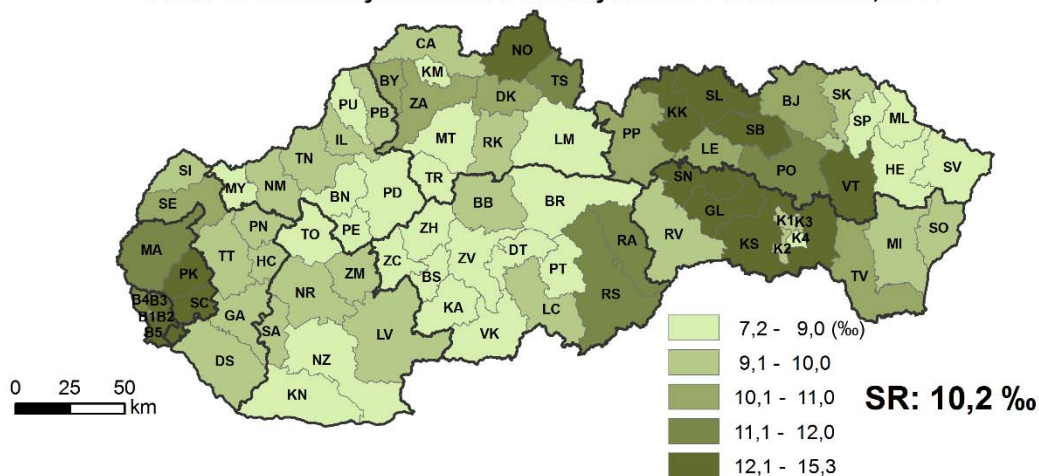 CA
NO
KM
TS
BY
ZA
DK
PU
PB
IL
MT
RK
LM
TN
SI
MY
NM
BN
PD
TR
SE
PE
BB
BR
MA
PN
TO
ZH
TT
HC
ZM
ZC
BS
ZV
DT
PK
NR
KA
PT
RA
B4B3
SC
GA
SA
LV
VK
LC
RS
B1B2
B5
DS
NZ
KN
KK
SL
BJ
SK
SP
ML
PP
SB
LE
PO
HE
SV
VT
SN
GL
K1
K3
K4
K2
KS
RV
SO
MI
TV
0 25 50
km
7,2 - 9,0 (‰)
9,1 - 10,0
10,1 - 11,0
11,1 - 12,0
12,1 - 15,3
SR: 10,2 ‰